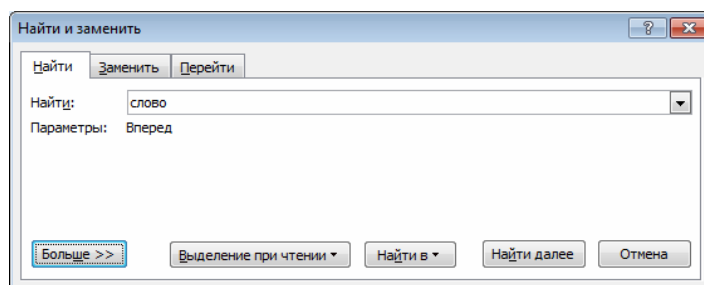 Найти и заменить
Найти Заменить Перейти
Найти: слово
Параметры: Вперед
Больше >> Выделение при чтении Найти в Найти далее Отмена